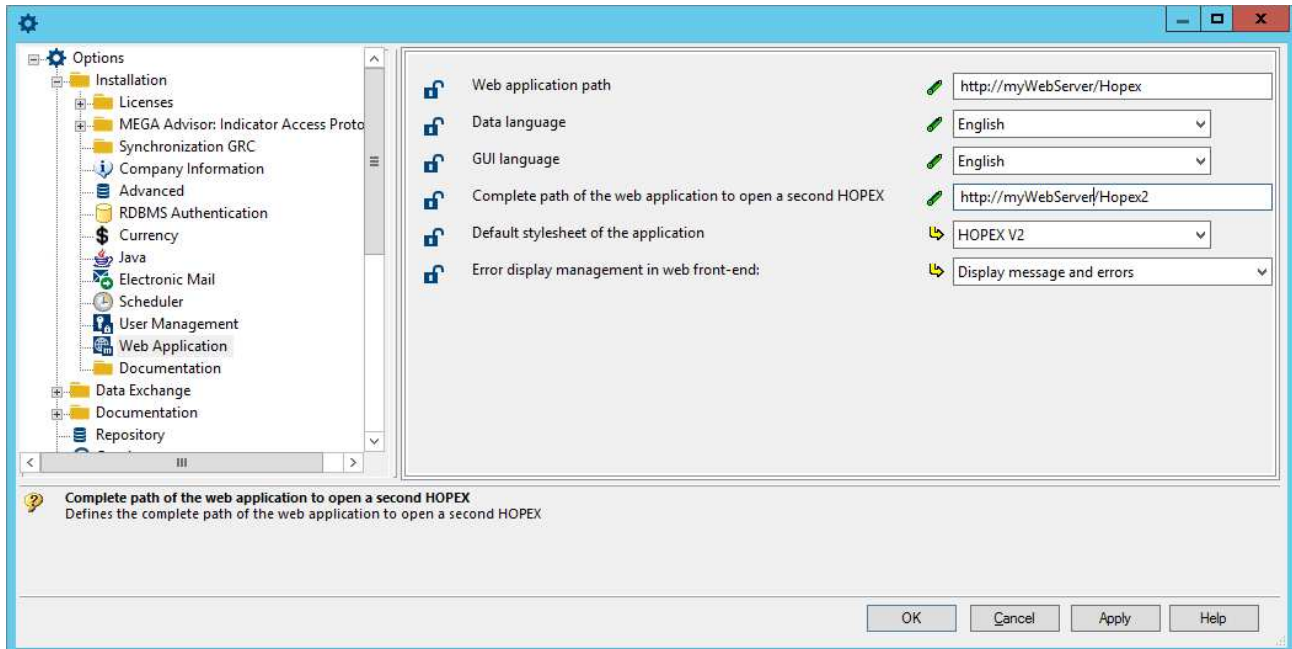 Options
Installation
Licenses
MEGA Advisor: Indicator Access Proto
Synchronization GRC
Company Information
Advanced
RDBMS Authentication
Currency
Java
Electronic Mail
Scheduler
User Management
Web Application
Documentation
Data Exchange
Documentation
Repository
Web application path http://myWebServer/Hopex
Data language English
GUI language English
Complete path of the web application to open a second HOPEX http://myWebServer/Hopex2
Default stylesheet of the application HOPEX V2
Error display management in web front-end: Display message and errors
Complete path of the web application to open a second HOPEX
Defines the complete path of the web application to open a second HOPEX
OK Cancel Apply Help